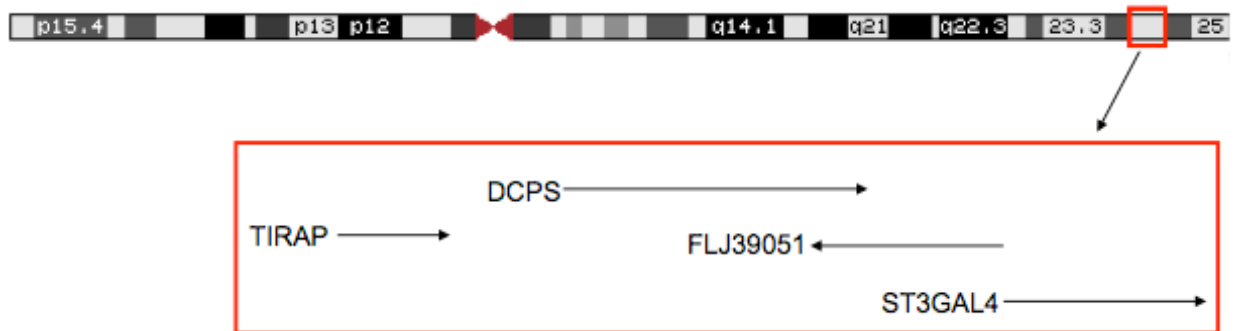 p15.4 p13 p12 q14.1 q21 q22.3 23.3 25
DCPS
TIRAP
FLJ39051
ST3GAL4